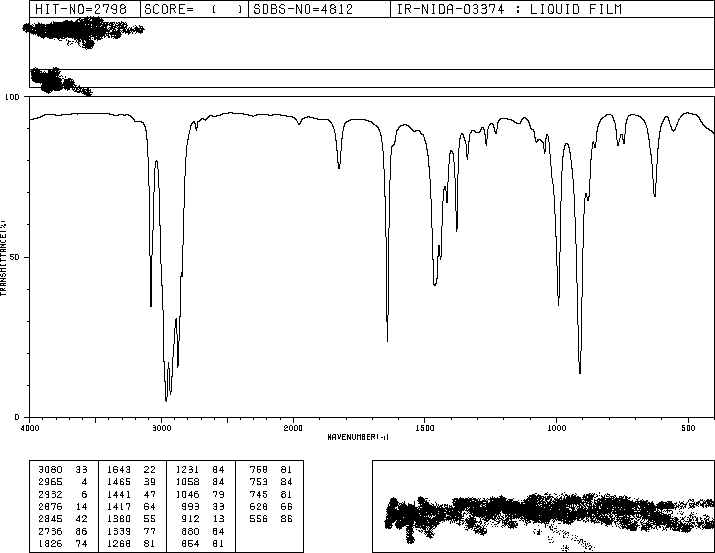 HIT-NO=2798 SCORE= ( ) SDBS-NO=4812 IR-NIDA-03374 : LIQUID FILM
100
50
0
TRANSMITTANCE(%)
4000 3000 2000 1500 1000 500
WAVENUMBER(-1)
3080 33 1643 22 1231 84 768 81
2965 4 1465 39 1058 84 753 84
2932 6 1441 47 1046 79 745 81
2876 14 1417 64 993 33 628 66
2845 42 1380 55 912 13 556 86
2736 86 1339 77 880 84
1826 74 1268 81 854 81